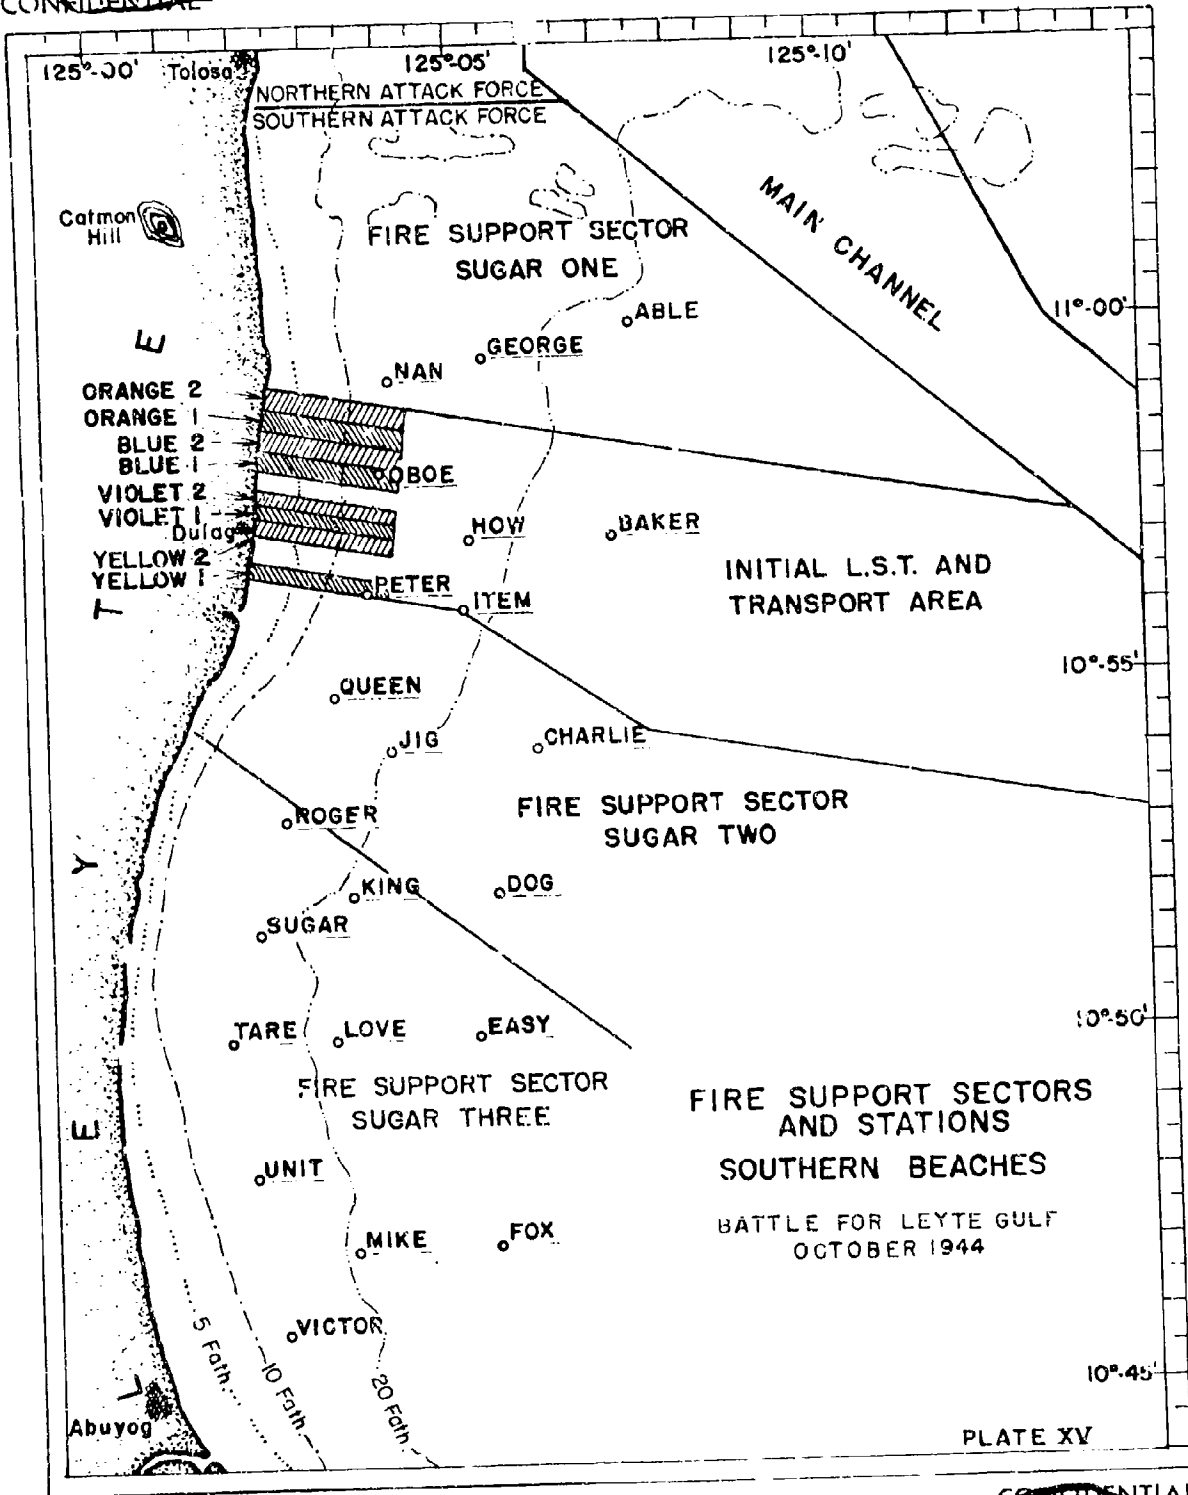 CONFIDENTIAL
125°-00'
Tolosa
125°-05'
125°-10'
NORTHERN ATTACK FORCE
SOUTHERN ATTACK FORCE
MAIN CHANNEL
Catmon
Hill
FIRE SUPPORT SECTOR
SUGAR ONE
11°-00'
ABLE
GEORGE
NAN
ORANGE 2
ORANGE 1
BLUE 2
BLUE 1
OBOE
VIOLET 2
VIOLET 1
Dulag
HOW
BAKER
YELLOW 2
YELLOW 1
PETER
ITEM
INITIAL L.S.T. AND
TRANSPORT AREA
10°-55'
QUEEN
JIG
CHARLIE
ROGER
FIRE SUPPORT SECTOR
SUGAR TWO
KING
DOG
SUGAR
TARE
LOVE
EASY
10°-50'
FIRE SUPPORT SECTOR
SUGAR THREE
FIRE SUPPORT SECTORS
AND STATIONS
SOUTHERN BEACHES
BATTLE FOR LEYTE GULF
OCTOBER 1944
UNIT
MIKE
FOX
VICTOR
5 Fath.
10 Fath.
20 Fath.
10°-45'
LEYTE
Abuyog
PLATE XV
CONFIDENTIAL